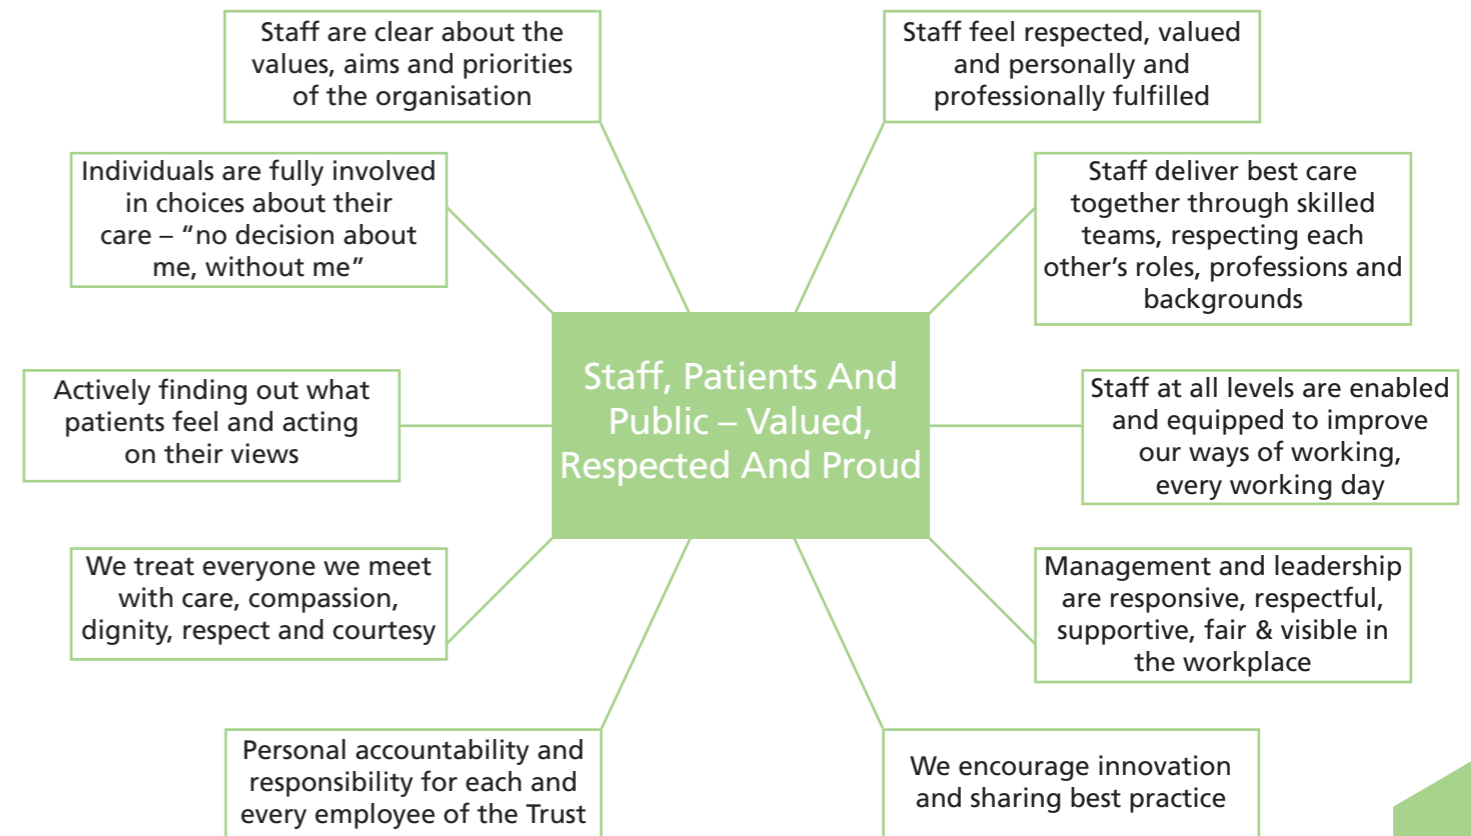 Staff are clear about the
values, aims and priorities
of the organisation
Staff feel respected, valued
and personally and
professionally fulfilled
Individuals are fully involved
in choices about their
care – “no decision about
me, without me”
Staff deliver best care
together through skilled
teams, respecting each
other’s roles, professions and
backgrounds
Staff, Patients And
Public – Valued,
Respected And Proud
Actively finding out what
patients feel and acting
on their views
Staff at all levels are enabled
and equipped to improve
our ways of working,
every working day
We treat everyone we meet
with care, compassion,
dignity, respect and courtesy
Management and leadership
are responsive, respectful,
supportive, fair & visible in
the workplace
Personal accountability and
responsibility for each and
every employee of the Trust
We encourage innovation
and sharing best practice